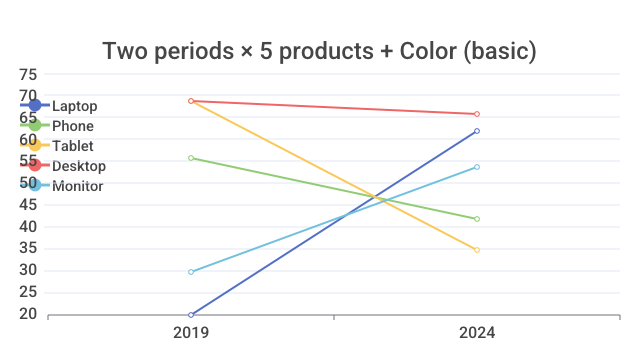 Two periods × 5 products + Color (basic)
75
70
65
60
55
50
45
40
35
30
25
20
Laptop
Phone
Tablet
Desktop
Monitor
2019
2024